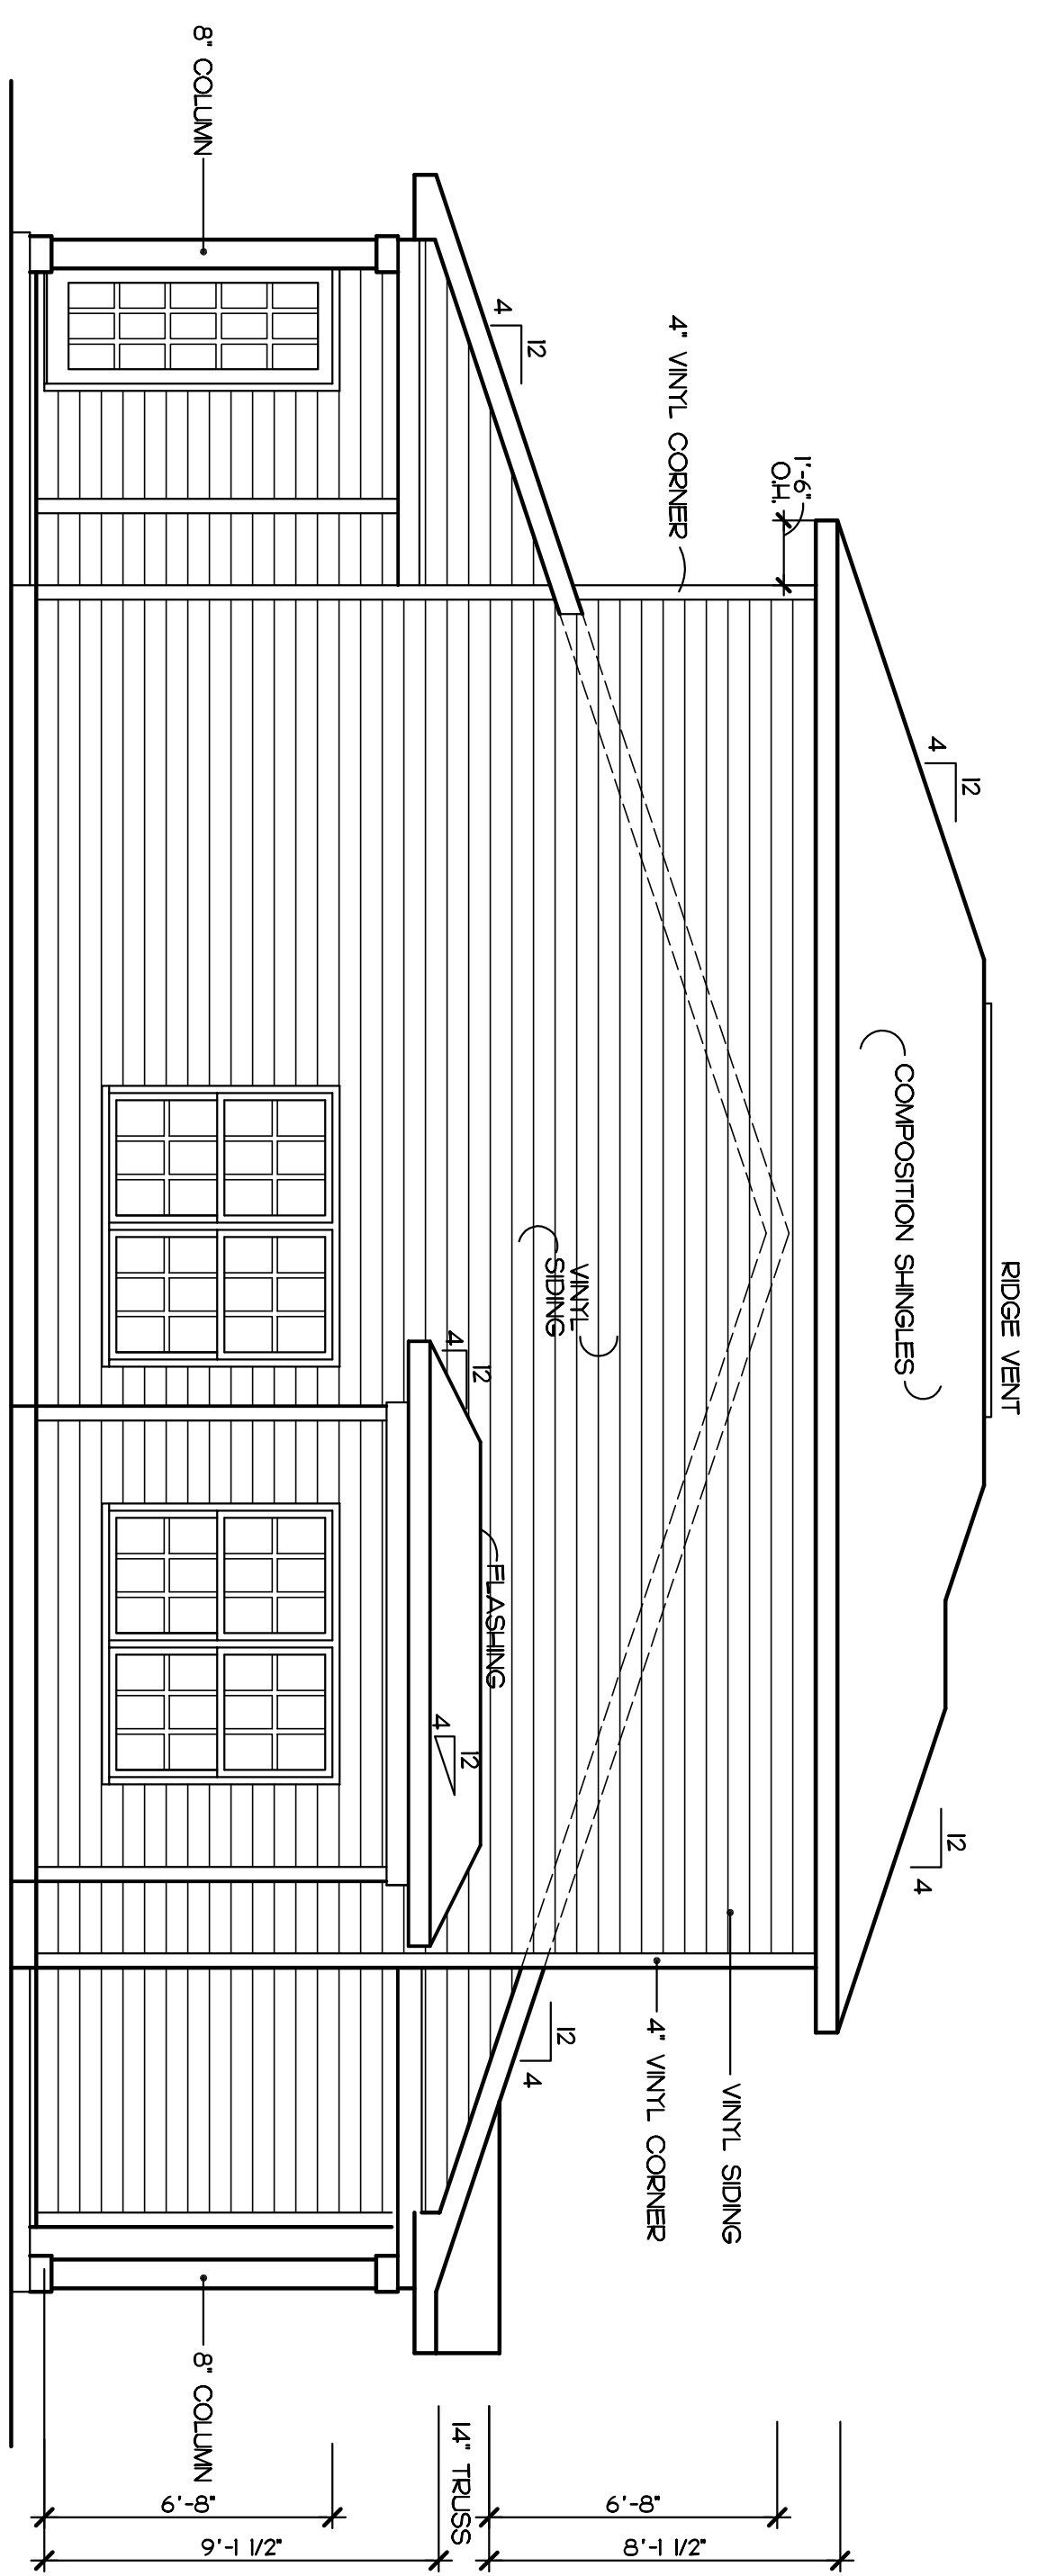 RIDGE VENT
12
4
COMPOSITION SHINGLES
12
4
1'-6"
O.H.
4" VINYL CORNER
12
4
VINYL
SIDING
VINYL SIDING
4" VINYL CORNER
12
4
12
4
FLASHING
12
4
8" COLUMN
8" COLUMN
14" TRUSS
6'-8"
8'-1 1/2"
6'-8"
9'-1 1/2"